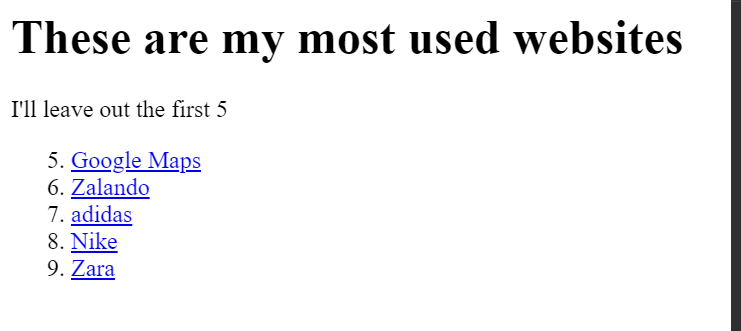 These are my most used websites
I'll leave out the first 5
5. Google Maps
6. Zalando
7. adidas
8. Nike
9. Zara